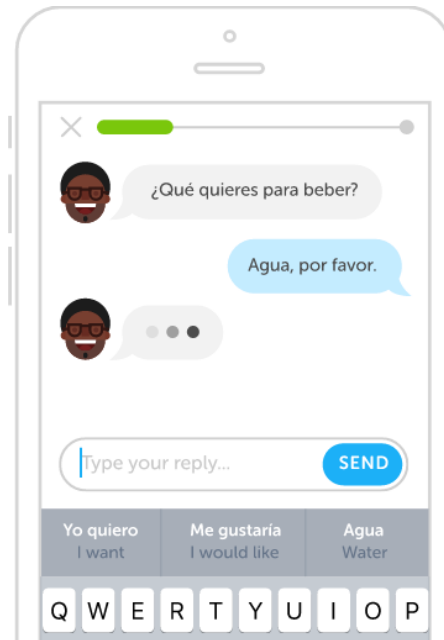 ¿Qué quieres para beber?
Agua, por favor.
Type your reply...
SEND
Yo quiero
I want
Me gustaría
I would like
Agua
Water
Q W E R T Y U I O P